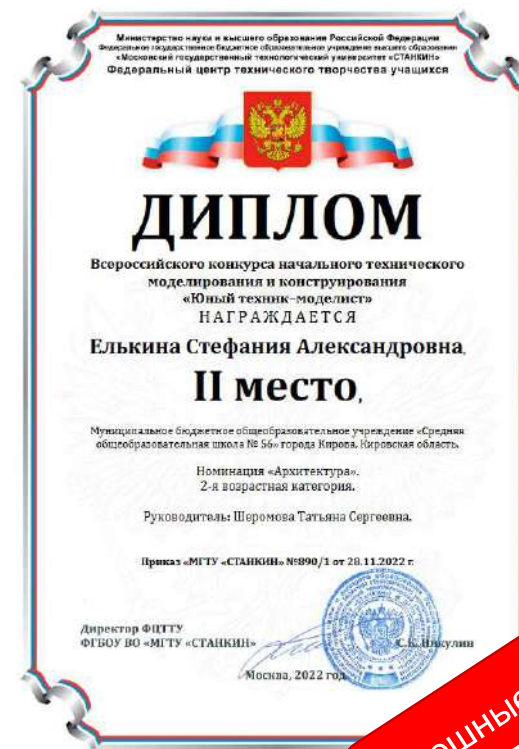 Министерство науки и высшего образования Российской Федерации
Федеральное государственное бюджетное образовательное учреждение высшего образования
«Московский государственный технологический университет «СТАНКИН»
Федеральный центр технического творчества учащихся
ДИПЛОМ
Всероссийского конкурса начального технического
моделирования и конструирования
«Юный техник–моделист»
НАГРАЖДАЕТСЯ
Елькина Стефания Александровна,
II место,
Муниципальное бюджетное общеобразовательное учреждение «Средняя
общеобразовательная школа № 56» города Кирова, Кировская область.
Номинация «Архитектура».
2-я возрастная категория.
Руководитель: Шеромова Татьяна Сергеевна.
Приказ «МГТУ «СТАНКИН» №890/1 от 28.11.2022 г.
Директор ФЦТТУ
ФГБОУ ВО «МГТУ «СТАНКИН»
Москва, 2022 год